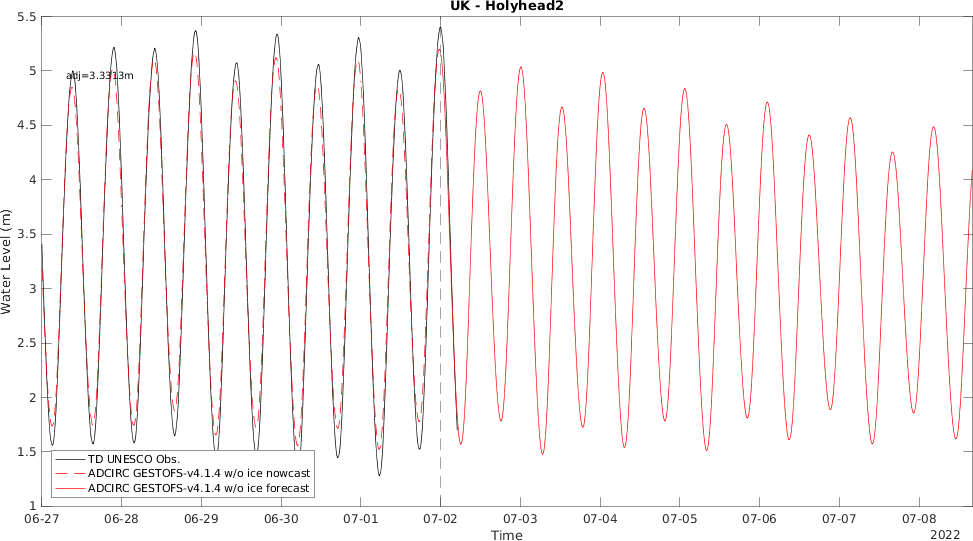 UK - Holyhead2
5.5
5
4.5
4
3.5
3
2.5
2
1.5
1
Water Level (m)
adj=3.3313m
TD UNESCO Obs.
ADCIRC GESTOFS-v4.1.4 w/o ice nowcast
ADCIRC GESTOFS-v4.1.4 w/o ice forecast
06-27 06-28 06-29 06-30 07-01 07-02 07-03 07-04 07-05 07-06 07-07 07-08
Time
2022